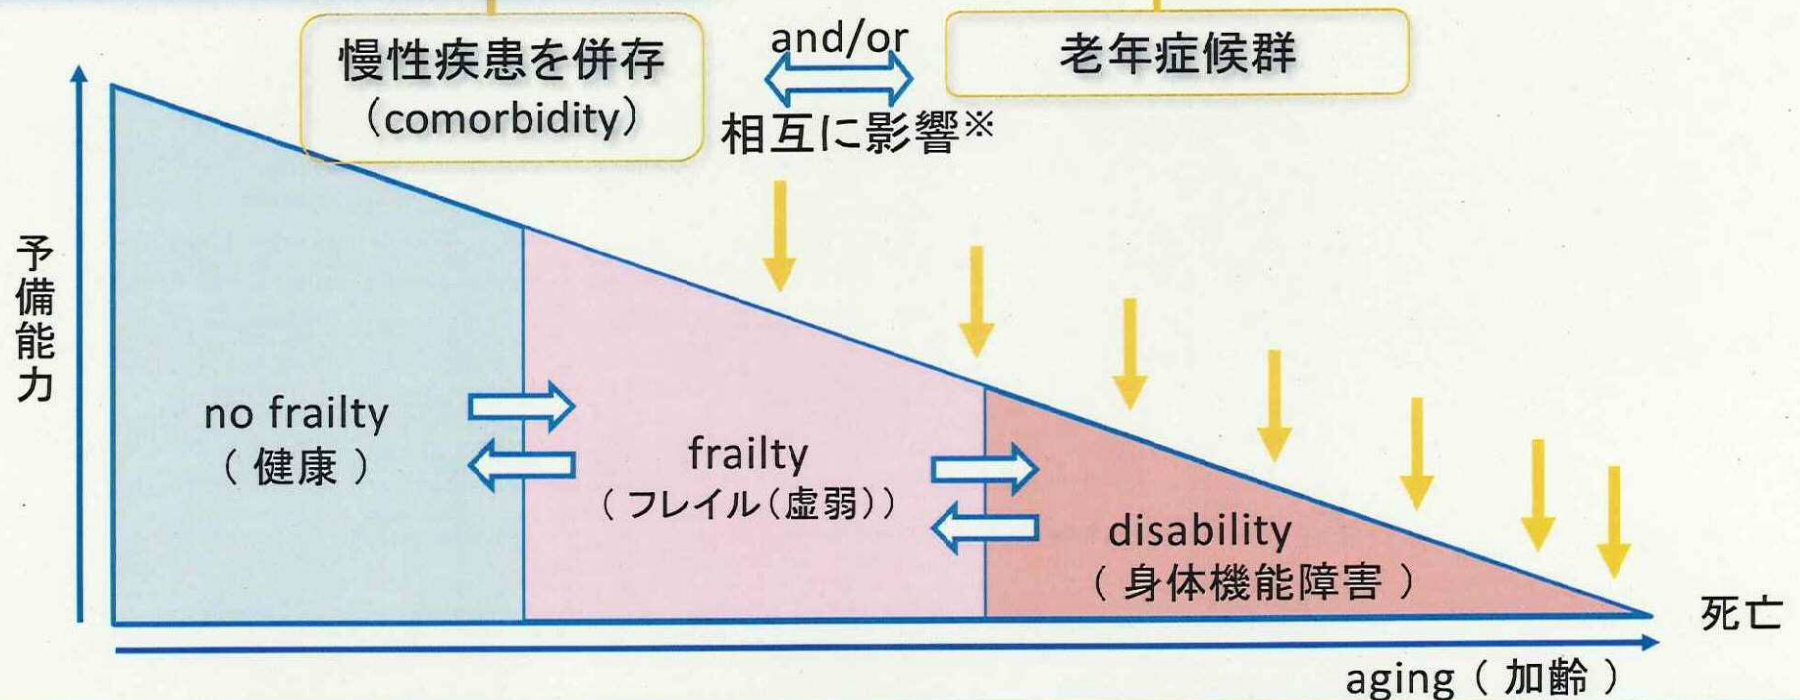 慢性疾患を併存
（comorbidity）
and/or
相互に影響※
老年症候群
予備能力
no frailty
（ 健康 ）
frailty
（ フレイル（虚弱））
disability
（ 身体機能障害 ）
死亡
aging（ 加齢 ）